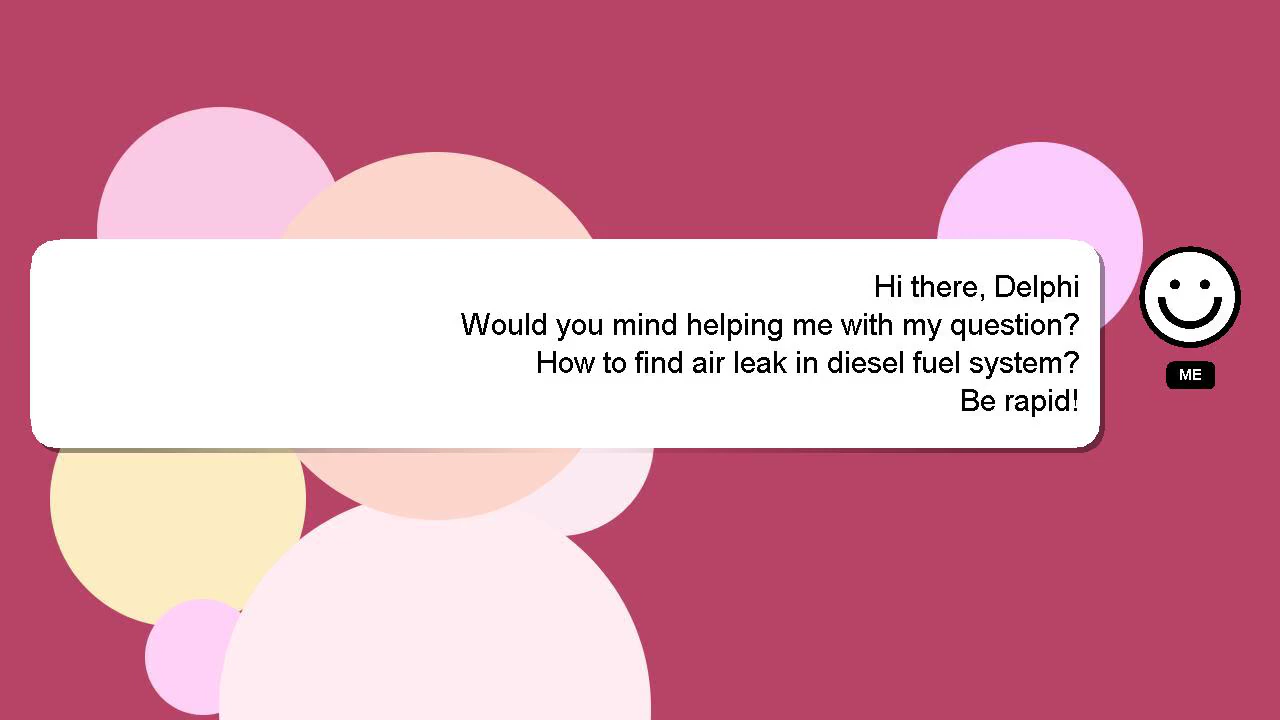 Hi there, Delphi
Would you mind helping me with my question?
How to find air leak in diesel fuel system?
Be rapid!
ME